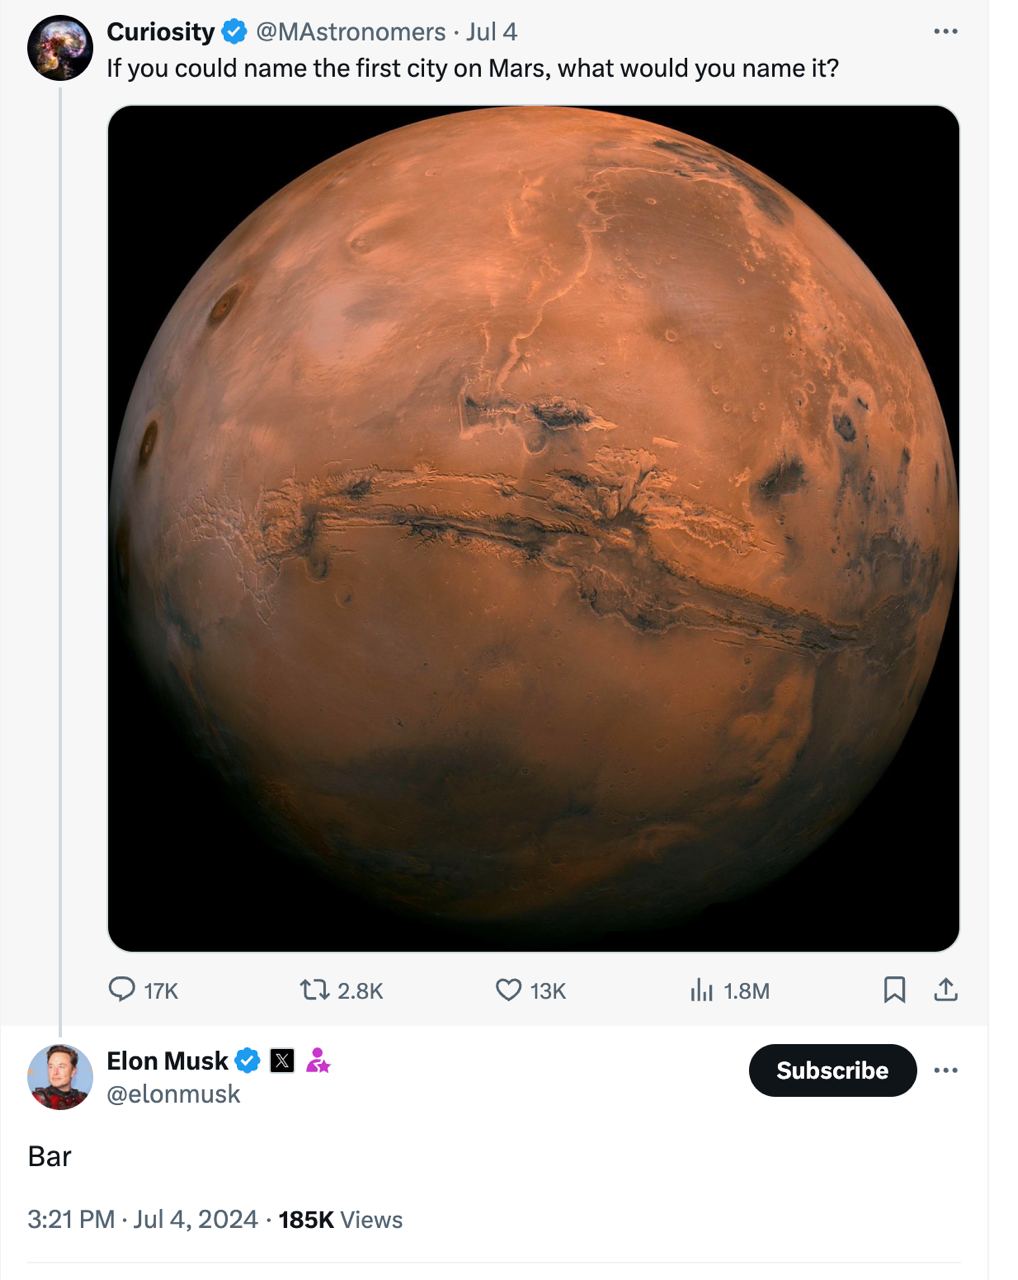 Curiosity @MAstronomers · Jul 4
If you could name the first city on Mars, what would you name it?
17K 2.8K 13K 1.8M
Elon Musk X
Subscribe
@elonmusk
Bar
3:21 PM · Jul 4, 2024 · 185K Views